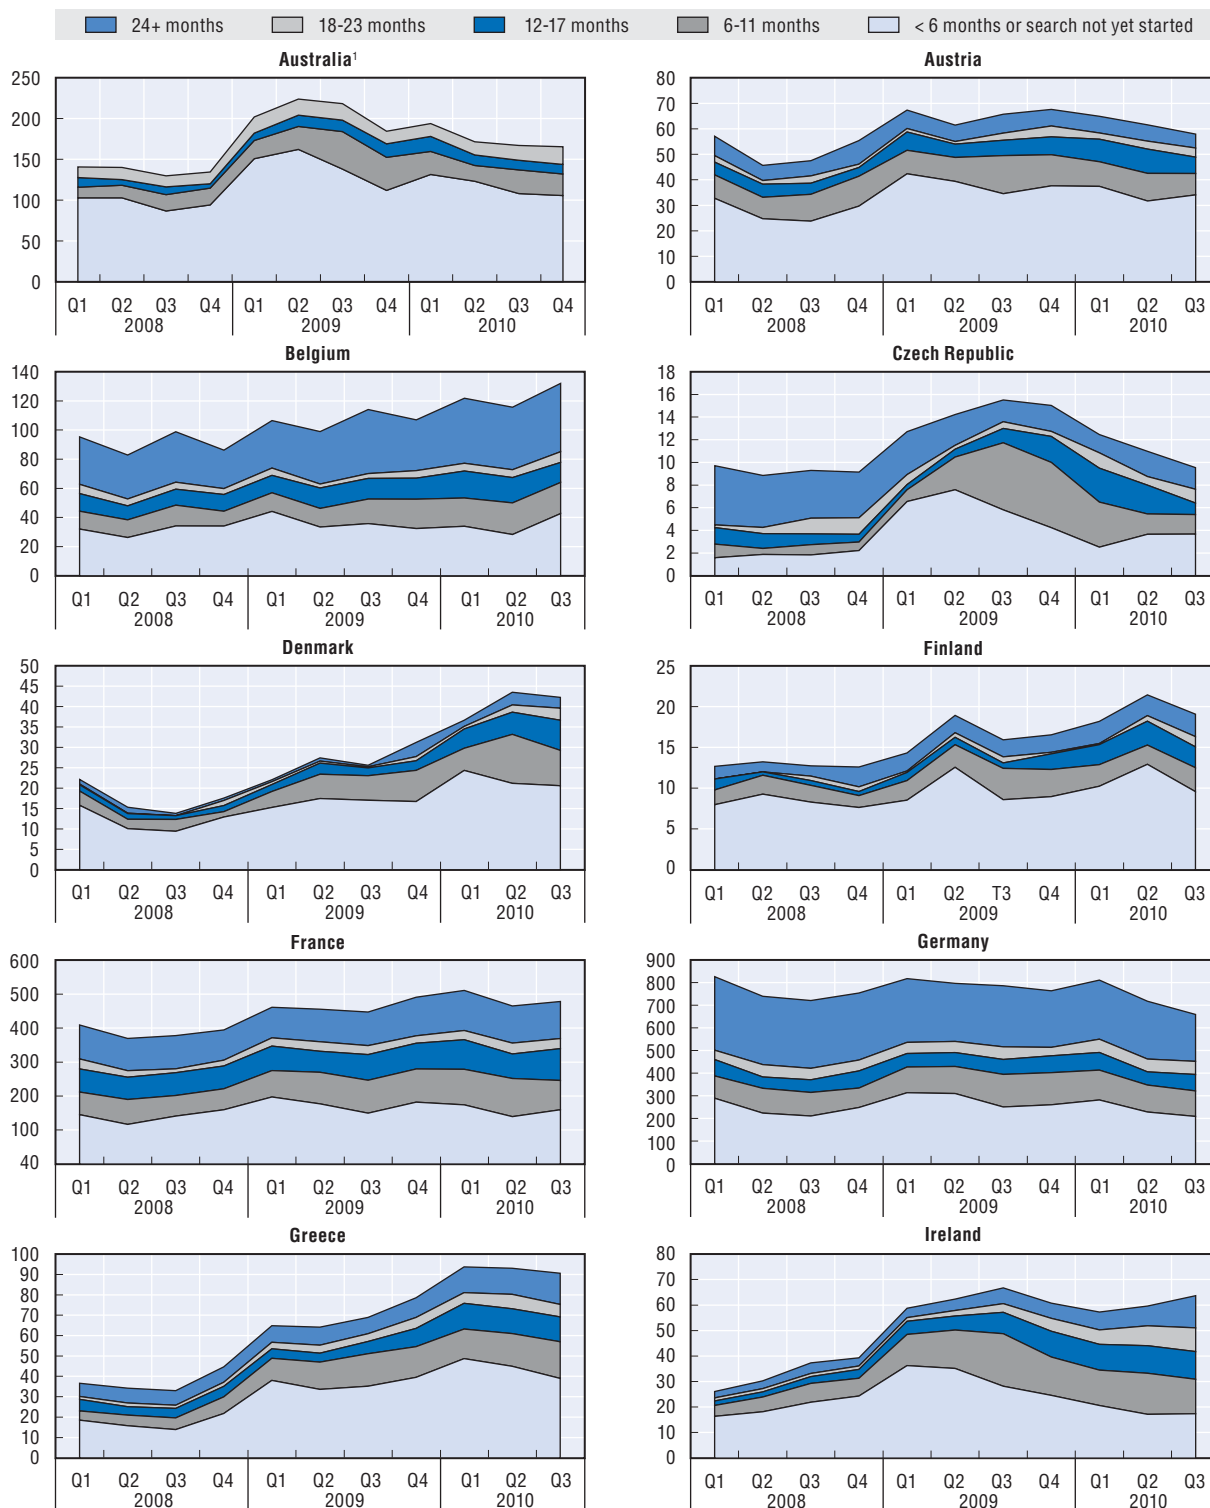 24+ months 18-23 months 12-17 months 6-11 months < 6 months or search not yet started
Australia¹
250
200
150
100
50
0
Q1 Q2 Q3 Q4 Q1 Q2 Q3 Q4 Q1 Q2 Q3 Q4
2008 2009 2010
Austria
80
70
60
50
40
30
20
10
0
Q1 Q2 Q3 Q4 Q1 Q2 Q3 Q4 Q1 Q2 Q3
2008 2009 2010
Belgium
140
120
100
80
60
40
20
0
Q1 Q2 Q3 Q4 Q1 Q2 Q3 Q4 Q1 Q2 Q3
2008 2009 2010
Czech Republic
18
16
14
12
10
8
6
4
2
0
Q1 Q2 Q3 Q4 Q1 Q2 Q3 Q4 Q1 Q2 Q3
2008 2009 2010
Denmark
50
45
40
35
30
25
20
15
10
5
0
Q1 Q2 Q3 Q4 Q1 Q2 Q3 Q4 Q1 Q2 Q3
2008 2009 2010
Finland
25
20
15
10
5
0
Q1 Q2 Q3 Q4 Q1 Q2 T3 Q4 Q1 Q2 Q3
2008 2009 2010
France
600
500
400
300
200
100
40
Q1 Q2 Q3 Q4 Q1 Q2 Q3 Q4 Q1 Q2 Q3
2008 2009 2010
Germany
900
800
700
600
500
400
300
200
100
0
Q1 Q2 Q3 Q4 Q1 Q2 Q3 Q4 Q1 Q2 Q3
2008 2009 2010
Greece
100
90
80
70
60
50
40
30
20
10
0
Q1 Q2 Q3 Q4 Q1 Q2 Q3 Q4 Q1 Q2 Q3
2008 2009 2010
Ireland
80
70
60
50
40
30
20
10
0
Q1 Q2 Q3 Q4 Q1 Q2 Q3 Q4 Q1 Q2 Q3
2008 2009 2010